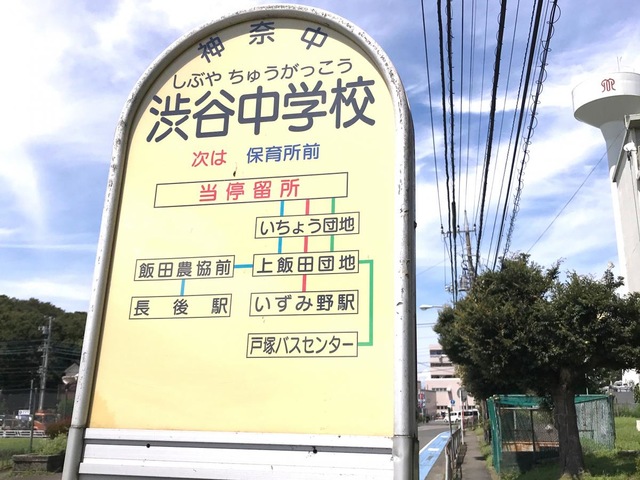 神奈中
しぶやちゅうがっこう
渋谷中学校
次は 保育所前
当停留所
いちょう団地
飯田農協前 上飯田団地
長後駅 いずみ野駅
戸塚バスセンター